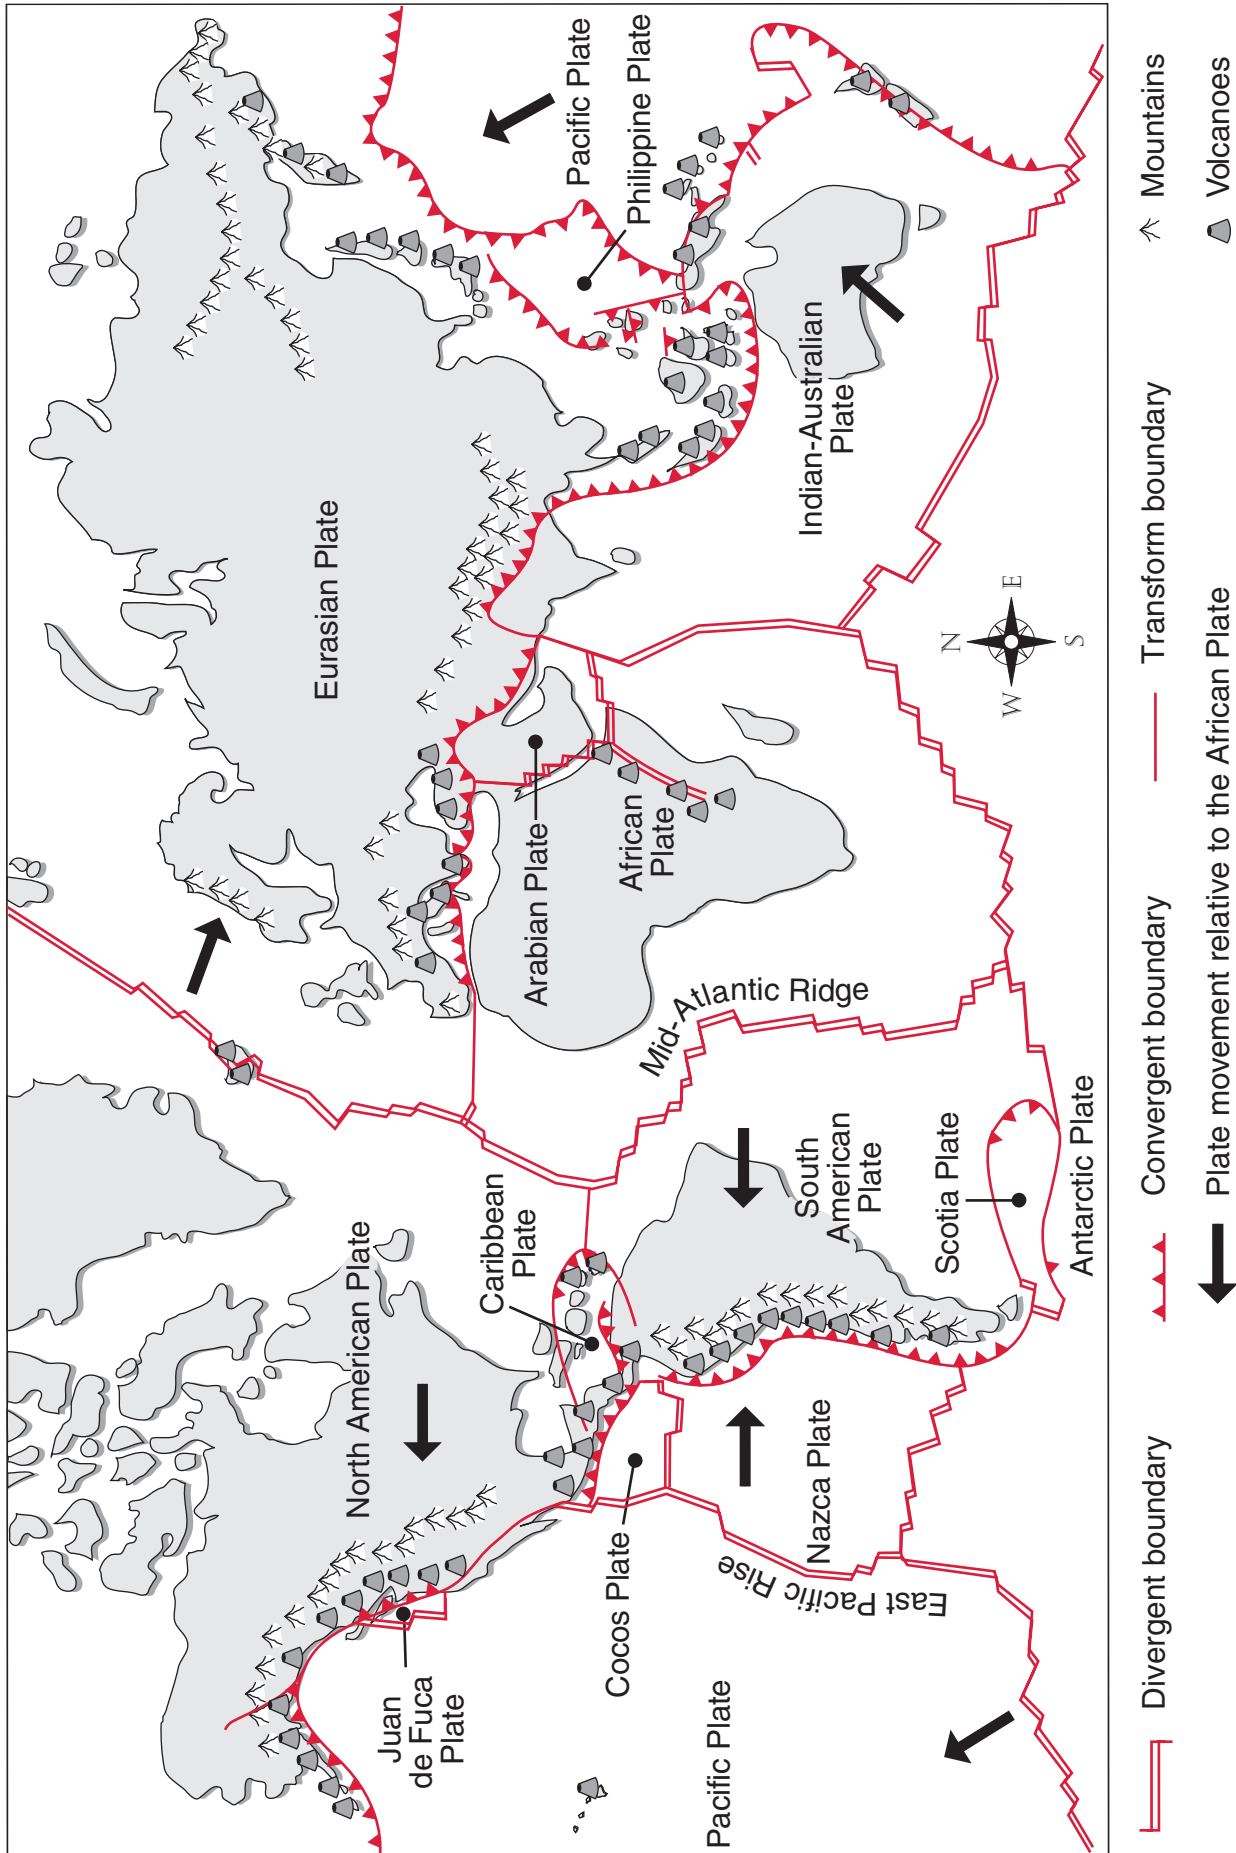 North American Plate
Eurasian Plate
Juan
de Fuca
Plate
Caribbean
Plate
Arabian Plate
Pacific Plate
Philippine Plate
Cocos Plate
African
Plate
Mid-Atlantic Ridge
Pacific Plate
East Pacific Rise
Nazca Plate
South
American
Plate
Indian-Australian
Plate
Scotia Plate
Antarctic Plate
N
W
E
S
Divergent boundary
Convergent boundary
Transform boundary
Mountains
Plate movement relative to the African Plate
Volcanoes